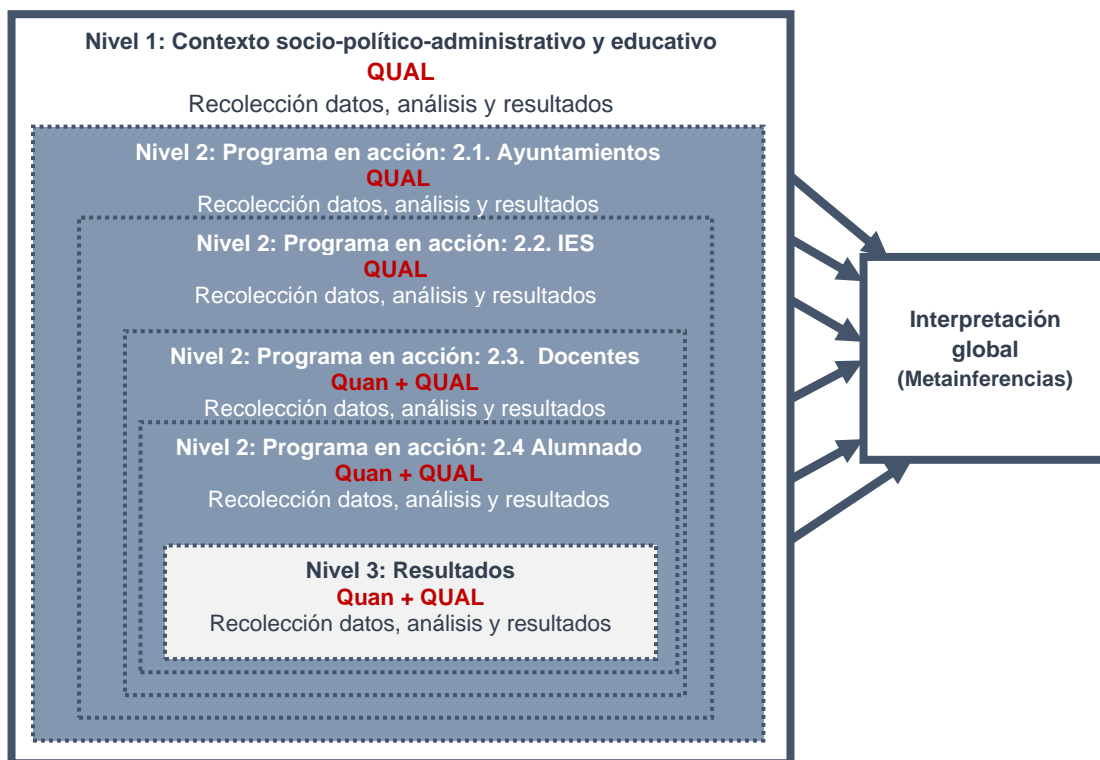 Nivel 1: Contexto socio-político-administrativo y educativo
QUAL
Recolección datos, análisis y resultados
Nivel 2: Programa en acción: 2.1. Ayuntamientos
QUAL
Recolección datos, análisis y resultados
Nivel 2: Programa en acción: 2.2. IES
QUAL
Recolección datos, análisis y resultados
Nivel 2: Programa en acción: 2.3. Docentes
Quan + QUAL
Recolección datos, análisis y resultados
Nivel 2: Programa en acción: 2.4 Alumnado
Quan + QUAL
Recolección datos, análisis y resultados
Nivel 3: Resultados
Quan + QUAL
Recolección datos, análisis y resultados
Interpretación
global
(Metainferencias)